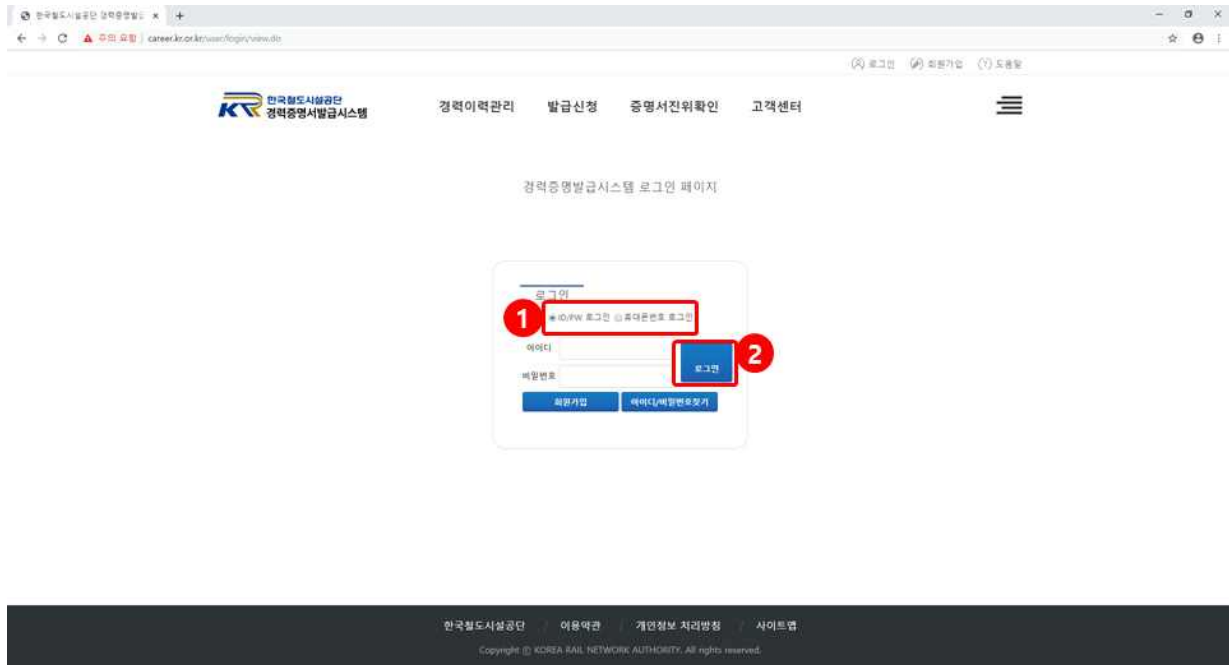 한국철도시설공단 경력증명발급
주의 요함 | career.kr.or.kr/user/login/view.do
로그인 회원가입 도움말
KR 한국철도시설공단
경력증명서발급시스템
경력이력관리 발급신청 증명서진위확인 고객센터
경력증명발급시스템 로그인 페이지
로그인
1 ID/PW 로그인 휴대폰번호 로그인
아이디
로그인 2
비밀번호
회원가입 아이디/비밀번호찾기
한국철도시설공단 / 이용약관 / 개인정보 처리방침 / 사이트맵
Copyright ⓒ KOREA RAIL NETWORK AUTHORITY. All rights reserved.